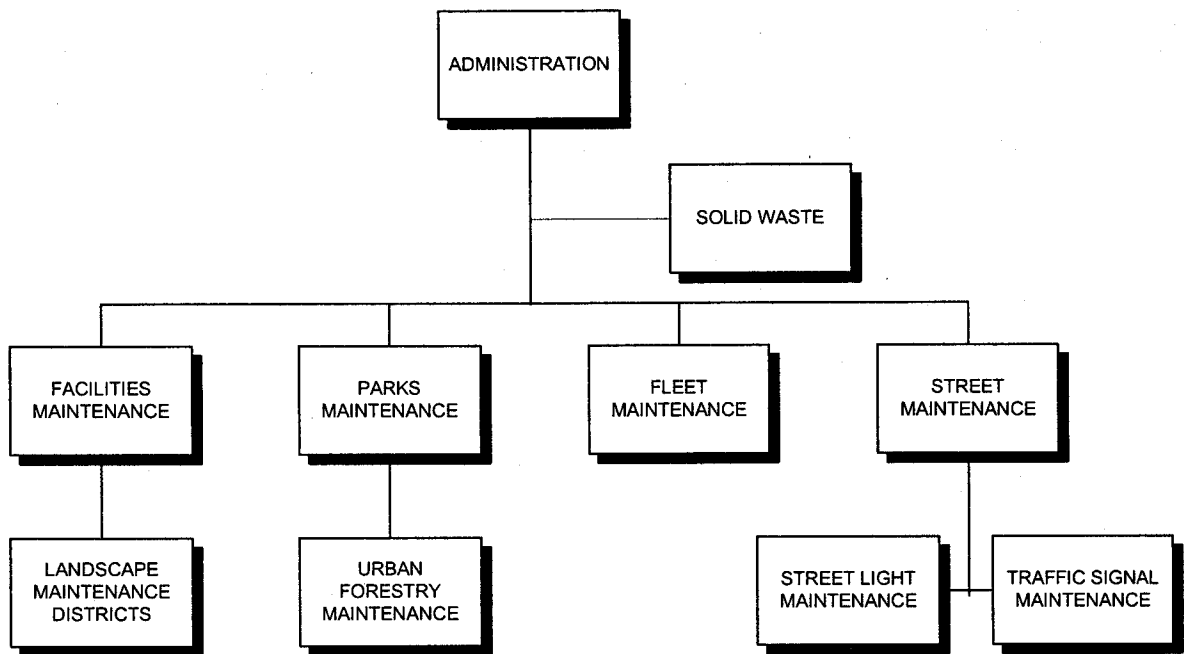 ADMINISTRATION
SOLID WASTE
FACILITIES
MAINTENANCE
PARKS
MAINTENANCE
FLEET
MAINTENANCE
STREET
MAINTENANCE
LANDSCAPE
MAINTENANCE
DISTRICTS
URBAN
FORESTRY
MAINTENANCE
STREET LIGHT
MAINTENANCE
TRAFFIC SIGNAL
MAINTENANCE